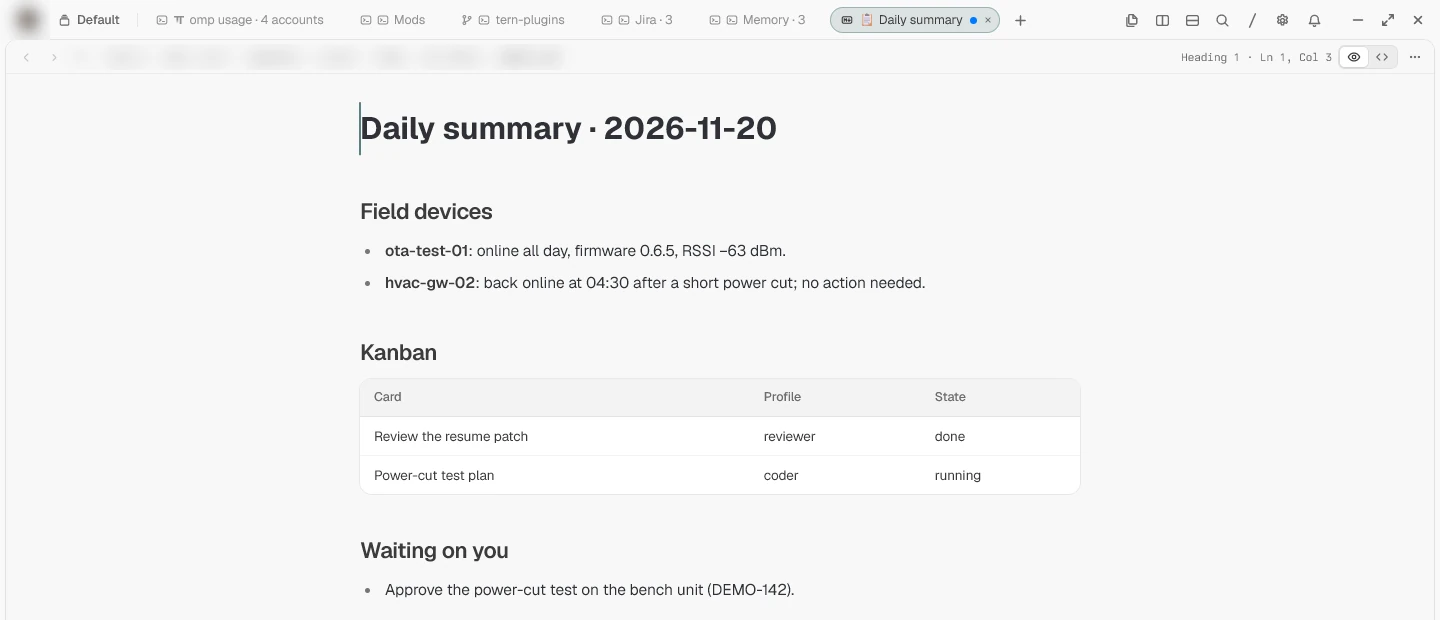 Default
omp usage · 4 accounts
Mods
tern-plugins
Jira · 3
Memory · 3
Daily summary
Heading 1 · Ln 1, Col 3
Daily summary · 2026-11-20
Field devices
ota-test-01: online all day, firmware 0.6.5, RSSI −63 dBm.
hvac-gw-02: back online at 04:30 after a short power cut; no action needed.
Kanban
Card Profile State
Review the resume patch reviewer done
Power-cut test plan coder running
Waiting on you
Approve the power-cut test on the bench unit (DEMO-142).